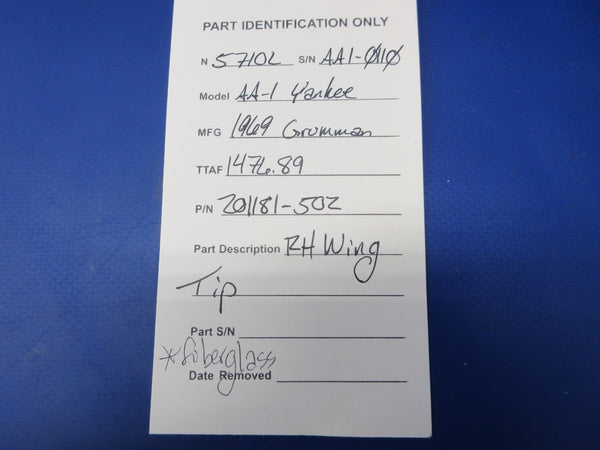 PART IDENTIFICATION ONLY
N 5710L S/N AA1-0110
Model AA-1 Yankee
MFG 1969 Grumman
TTAF 1476.89
P/N 201181-502
Part Description RH Wing
Tip
Part S/N
*fiberglass
Date Removed